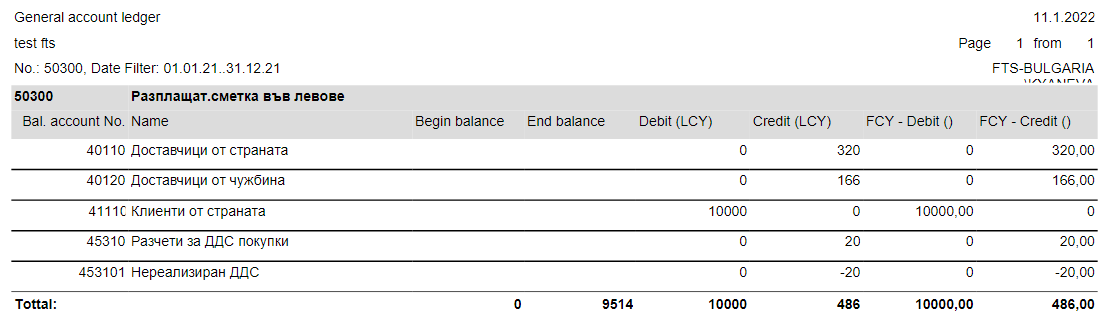 General account ledger 11.1.2022
test fts Page 1 from 1
No.: 50300, Date Filter: 01.01.21..31.12.21 FTS-BULGARIA
50300 Разплащат.сметка във левове
Bal. account No. Name Begin balance End balance Debit (LCY) Credit (LCY) FCY - Debit () FCY - Credit ()
40110 Доставчици от страната 0 320 0 320,00
40120 Доставчици от чужбина 0 166 0 166,00
41110 Клиенти от страната 10000 0 10000,00 0
45310 Разчети за ДДС покупки 0 20 0 20,00
453101 Нереализиран ДДС 0 -20 0 -20,00
Tottal: 0 9514 10000 486 10000,00 486,00